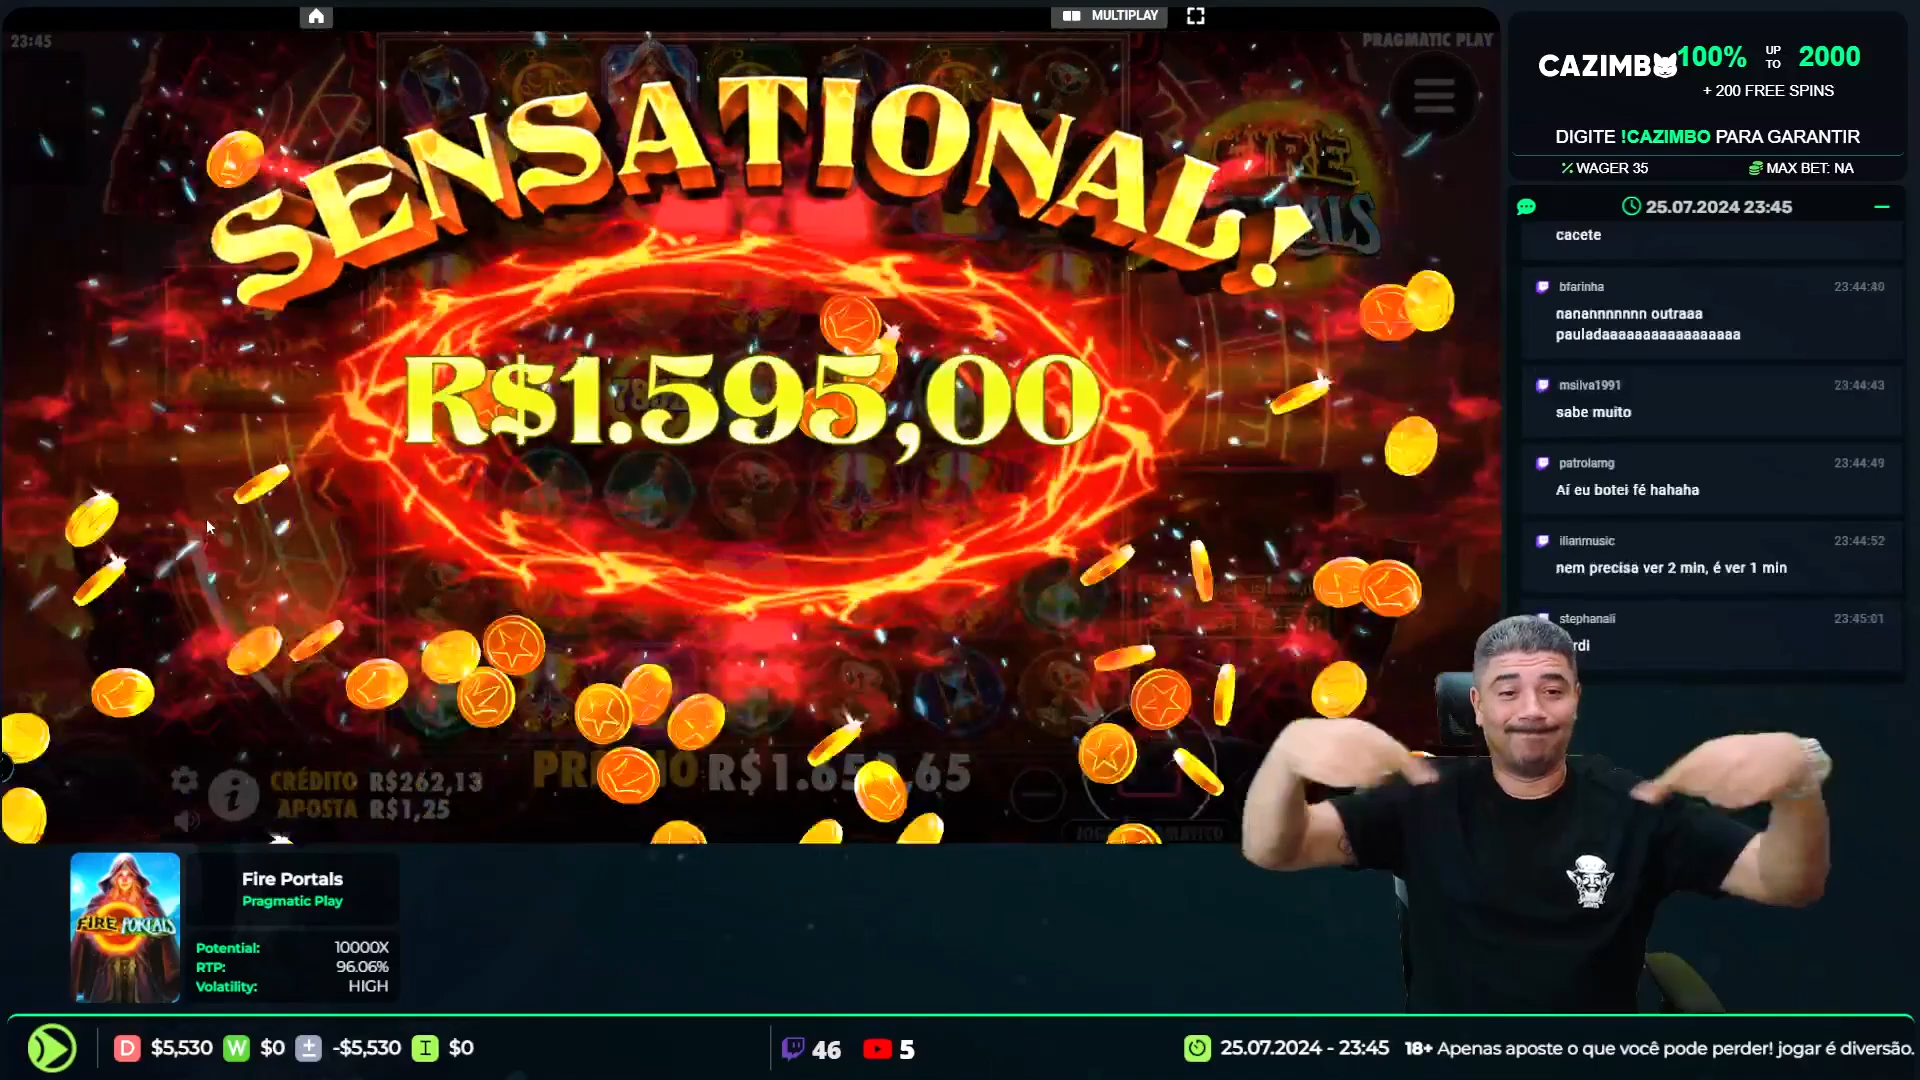 MULTIPLAY
23:45
PRAGMATIC PLAY
SENSATIONAL!
FIRE
R$1.595,00
CRÉDITO R$262,13
APOSTA R$1,25
CAZIMBO
100% UP TO 2000
+ 200 FREE SPINS
DIGITE !CAZIMBO PARA GARANTIR
WAGER 35
MAX BET: NA
25.07.2024 23:45
cacete
bfarinha 23:44:40
nanannnnnnn outraaa
pauladaaaaaaaaaaaaaaaaa
msilva1991 23:44:43
sabe muito
patrolamg 23:44:49
Aí eu botei fé hahaha
ilianmusic 23:44:52
nem precisa ver 2 min, é ver 1 min
stephanali 23:45:01
FIRE PORTALS
Fire Portals
Pragmatic Play
Potential: 10000X
RTP: 96.06%
Volatility: HIGH
D $5,530 W $0 ± -$5,530 I $0
46 5
25.07.2024 - 23:45 18+ Apenas aposte o que você pode perder! jogar é diversão.